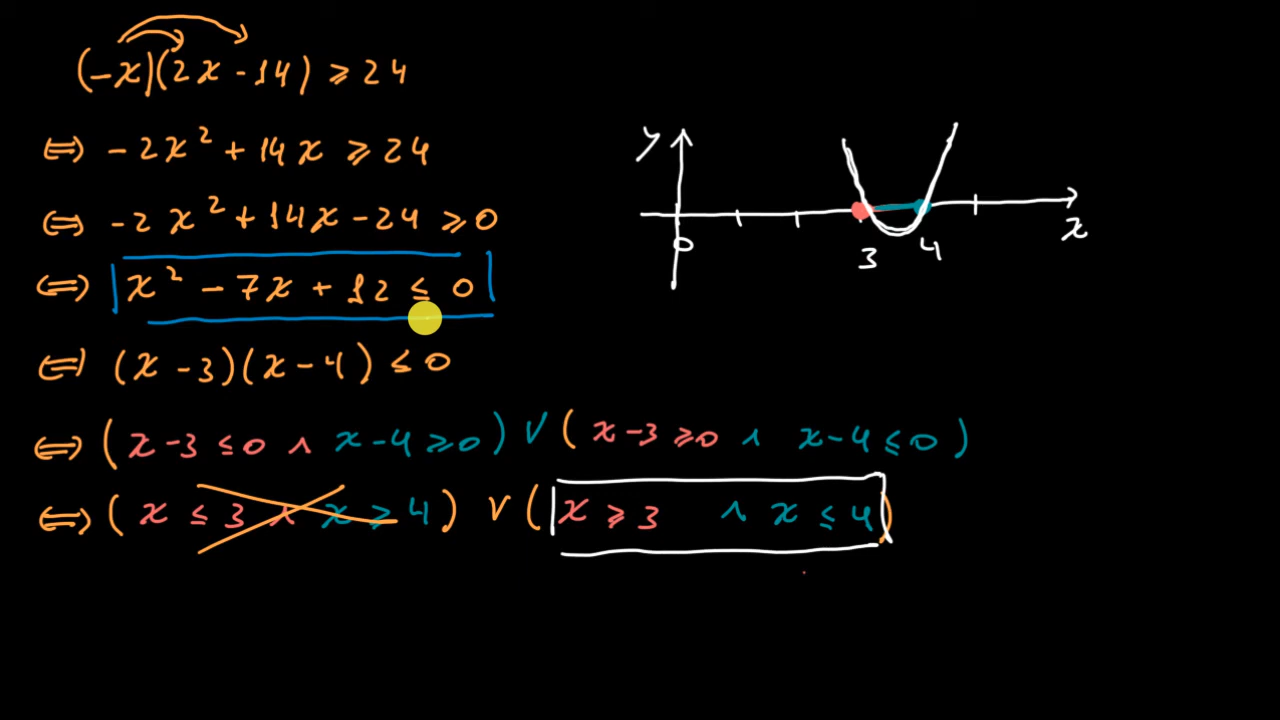 (-x)(2x-14) ⩾ 24
⇔ -2x² + 14x ⩾ 24
⇔ -2x² + 14x - 24 ⩾ 0
⇔ x² - 7x + 12 ≤ 0
⇔ (x - 3)(x - 4) ≤ 0
⇔ (x-3 ≤ 0 ∧ x-4 ⩾ 0) ∨ (x-3 ⩾ 0 ∧ x-4 ≤ 0)
⇔ (x ≤ 3 ∧ x ⩾ 4) ∨ (x ⩾ 3 ∧ x ≤ 4)
y
0
3
4
x